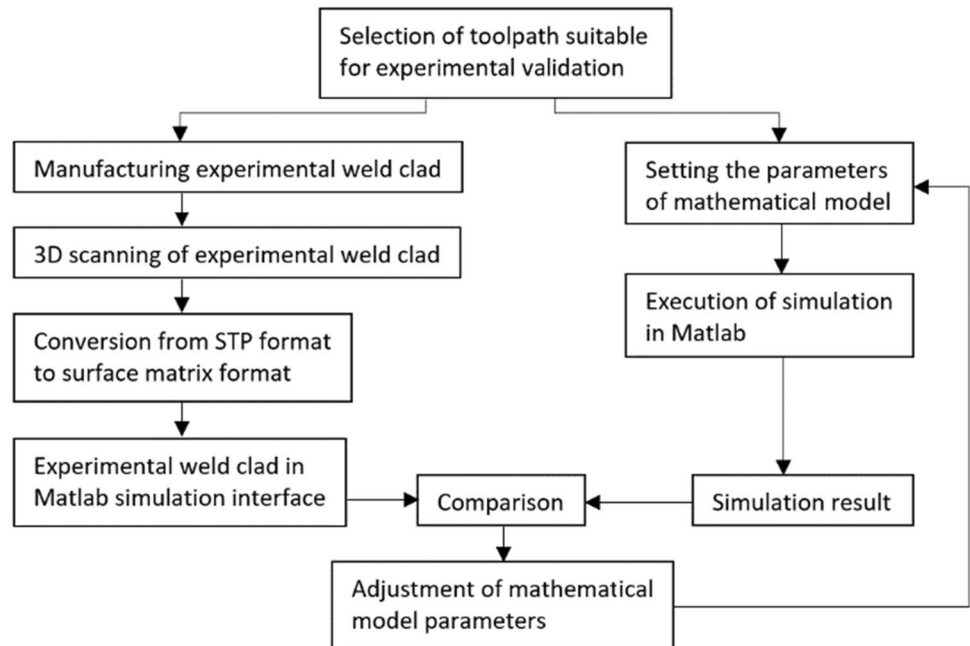 Selection of toolpath suitable
for experimental validation
Manufacturing experimental weld clad
3D scanning of experimental weld clad
Conversion from STP format
to surface matrix format
Experimental weld clad in
Matlab simulation interface
Setting the parameters
of mathematical model
Execution of simulation
in Matlab
Simulation result
Comparison
Adjustment of mathematical
model parameters